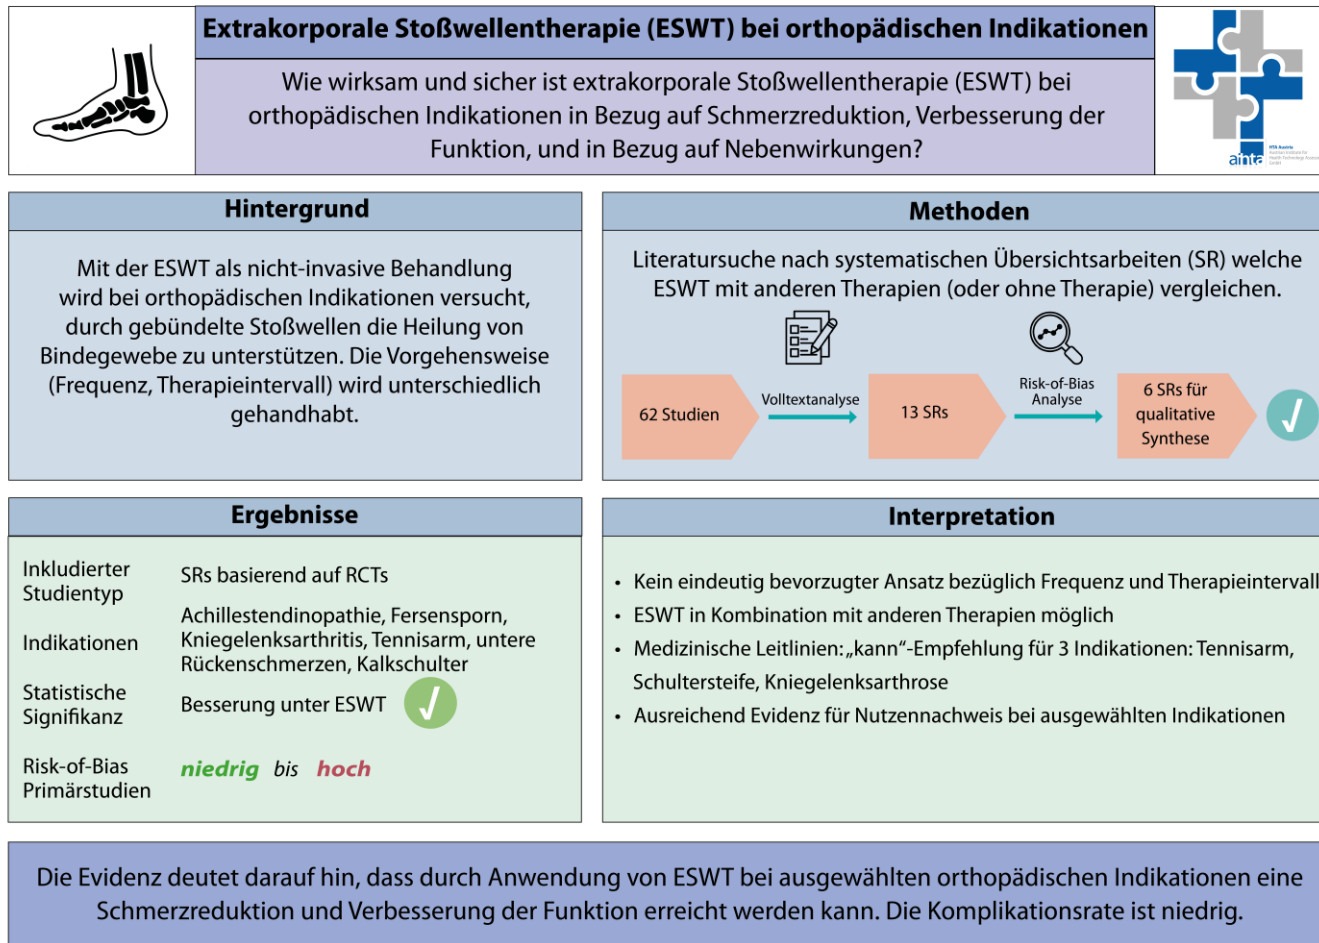 Extrakorporale Stoßwellentherapie (ESWT) bei orthopädischen Indikationen
Wie wirksam und sicher ist extrakorporale Stoßwellentherapie (ESWT) bei
orthopädischen Indikationen in Bezug auf Schmerzreduktion, Verbesserung der
Funktion, und in Bezug auf Nebenwirkungen?
aihta
HTA Austria
Austrian Institute for
Health Technology Assessment
GmbH
Hintergrund
Mit der ESWT als nicht-invasive Behandlung
wird bei orthopädischen Indikationen versucht,
durch gebündelte Stoßwellen die Heilung von
Bindegewebe zu unterstützen. Die Vorgehensweise
(Frequenz, Therapieintervall) wird unterschiedlich
gehandhabt.
Methoden
Literatursuche nach systematischen Übersichtsarbeiten (SR) welche
ESWT mit anderen Therapien (oder ohne Therapie) vergleichen.
62 Studien
Volltextanalyse
13 SRs
Risk-of-Bias
Analyse
6 SRs für
qualitative
Synthese
Ergebnisse
Inkludierter
Studientyp
SRs basierend auf RCTs
Indikationen
Achillestendinopathie, Fersensporn,
Kniegelenksarthritis, Tennisarm, untere
Rückenschmerzen, Kalkschulter
Statistische
Signifikanz
Besserung unter ESWT
Risk-of-Bias
Primärstudien
niedrig bis hoch
Interpretation
• Kein eindeutig bevorzugter Ansatz bezüglich Frequenz und Therapieintervall
• ESWT in Kombination mit anderen Therapien möglich
• Medizinische Leitlinien: „kann“-Empfehlung für 3 Indikationen: Tennisarm,
Schultersteife, Kniegelenksarthrose
• Ausreichend Evidenz für Nutzennachweis bei ausgewählten Indikationen
Die Evidenz deutet darauf hin, dass durch Anwendung von ESWT bei ausgewählten orthopädischen Indikationen eine
Schmerzreduktion und Verbesserung der Funktion erreicht werden kann. Die Komplikationsrate ist niedrig.